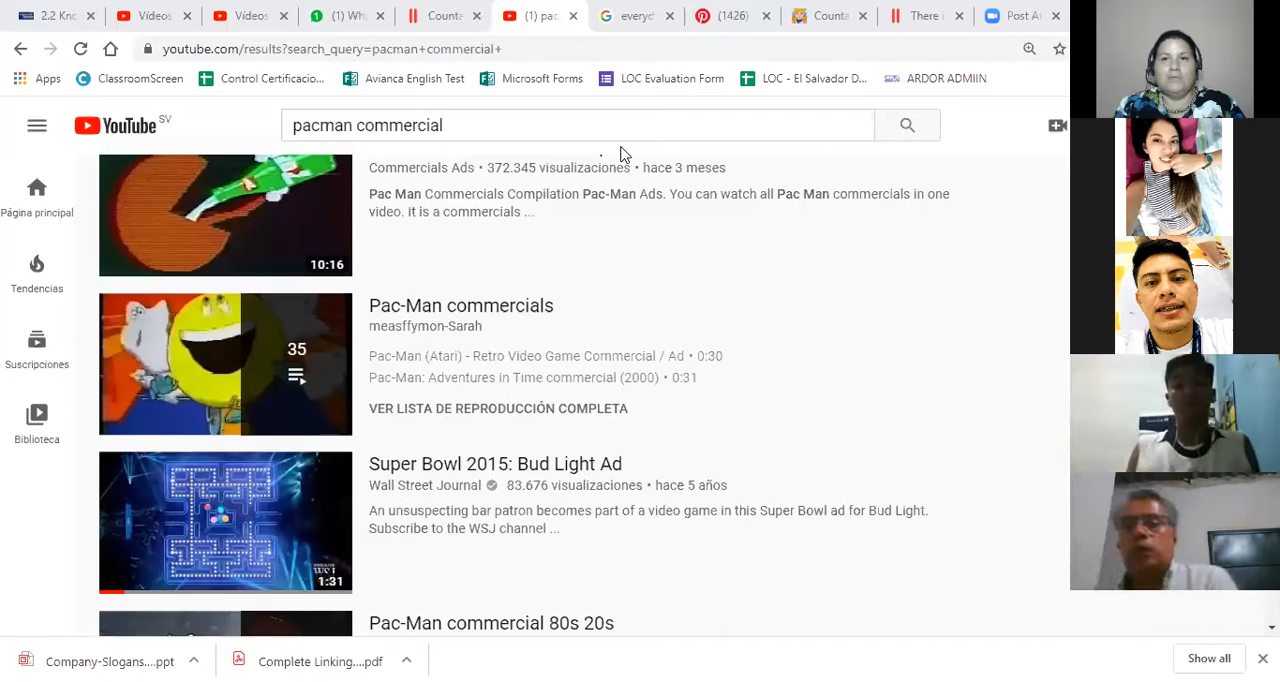 2.2 Kno
Vídeos
Vídeos
(1) Wh
Counta
(1) pac
everyd
(1426)
Counta
There i
Post A
youtube.com/results?search_query=pacman+commercial+
Apps
ClassroomScreen
Control Certificacio...
Avianca English Test
Microsoft Forms
LOC Evaluation Form
LOC - El Salvador D...
ARDOR ADMIIN
YouTube SV
pacman commercial
Commercials Ads • 372.345 visualizaciones • hace 3 meses
Pac Man Commercials Compilation Pac-Man Ads. You can watch all Pac Man commercials in one
video. It is a commercials ...
10:16
Página principal
Tendencias
Suscripciones
Biblioteca
35
Pac-Man commercials
measffymon-Sarah
Pac-Man (Atari) - Retro Video Game Commercial / Ad • 0:30
Pac-Man: Adventures in Time commercial (2000) • 0:31
VER LISTA DE REPRODUCCIÓN COMPLETA
1:31
Super Bowl 2015: Bud Light Ad
Wall Street Journal 83.676 visualizaciones • hace 5 años
An unsuspecting bar patron becomes part of a video game in this Super Bowl ad for Bud Light.
Subscribe to the WSJ channel ...
Pac-Man commercial 80s 20s
Company-Slogans....ppt
Complete Linking....pdf
Show all